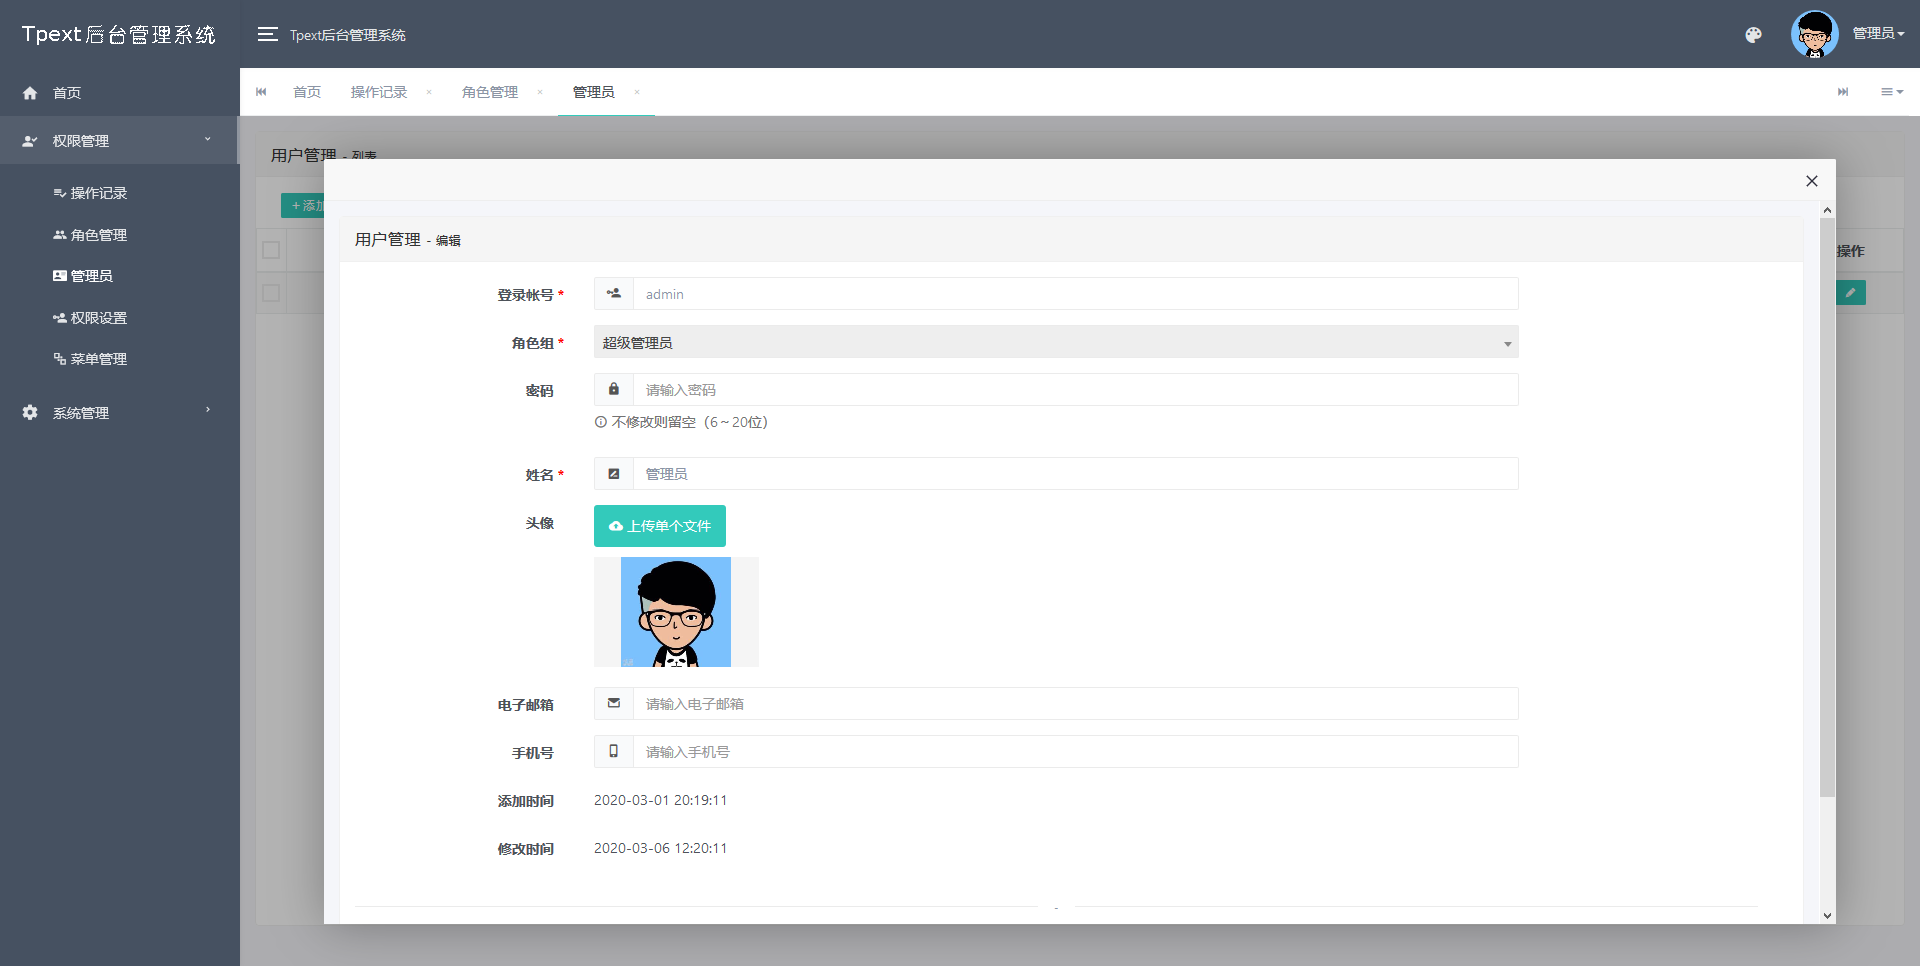 Tpext后台管理系统
Tpext后台管理系统
管理员
首页
权限管理
操作记录
角色管理
管理员
权限设置
菜单管理
系统管理
首页
操作记录 ×
角色管理 ×
管理员 ×
用户管理 - 列表
+添加
操作
用户管理 - 编辑
登录帐号 *
admin
角色组 *
超级管理员
密码
请输入密码
不修改则留空（6～20位）
姓名 *
管理员
头像
上传单个文件
电子邮箱
请输入电子邮箱
手机号
请输入手机号
添加时间
2020-03-01 20:19:11
修改时间
2020-03-06 12:20:11
-